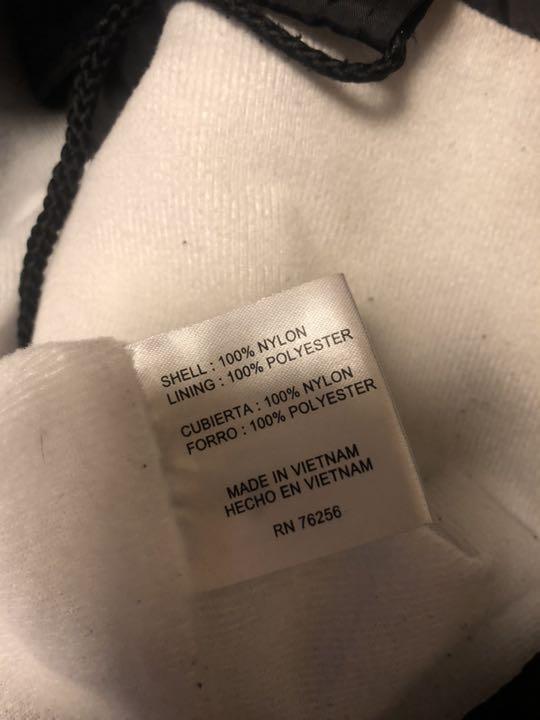 SHELL : 100% NYLON
LINING : 100% POLYESTER
CUBIERTA : 100% NYLON
FORRO : 100% POLYESTER
MADE IN VIETNAM
HECHO EN VIETNAM
RN 76256